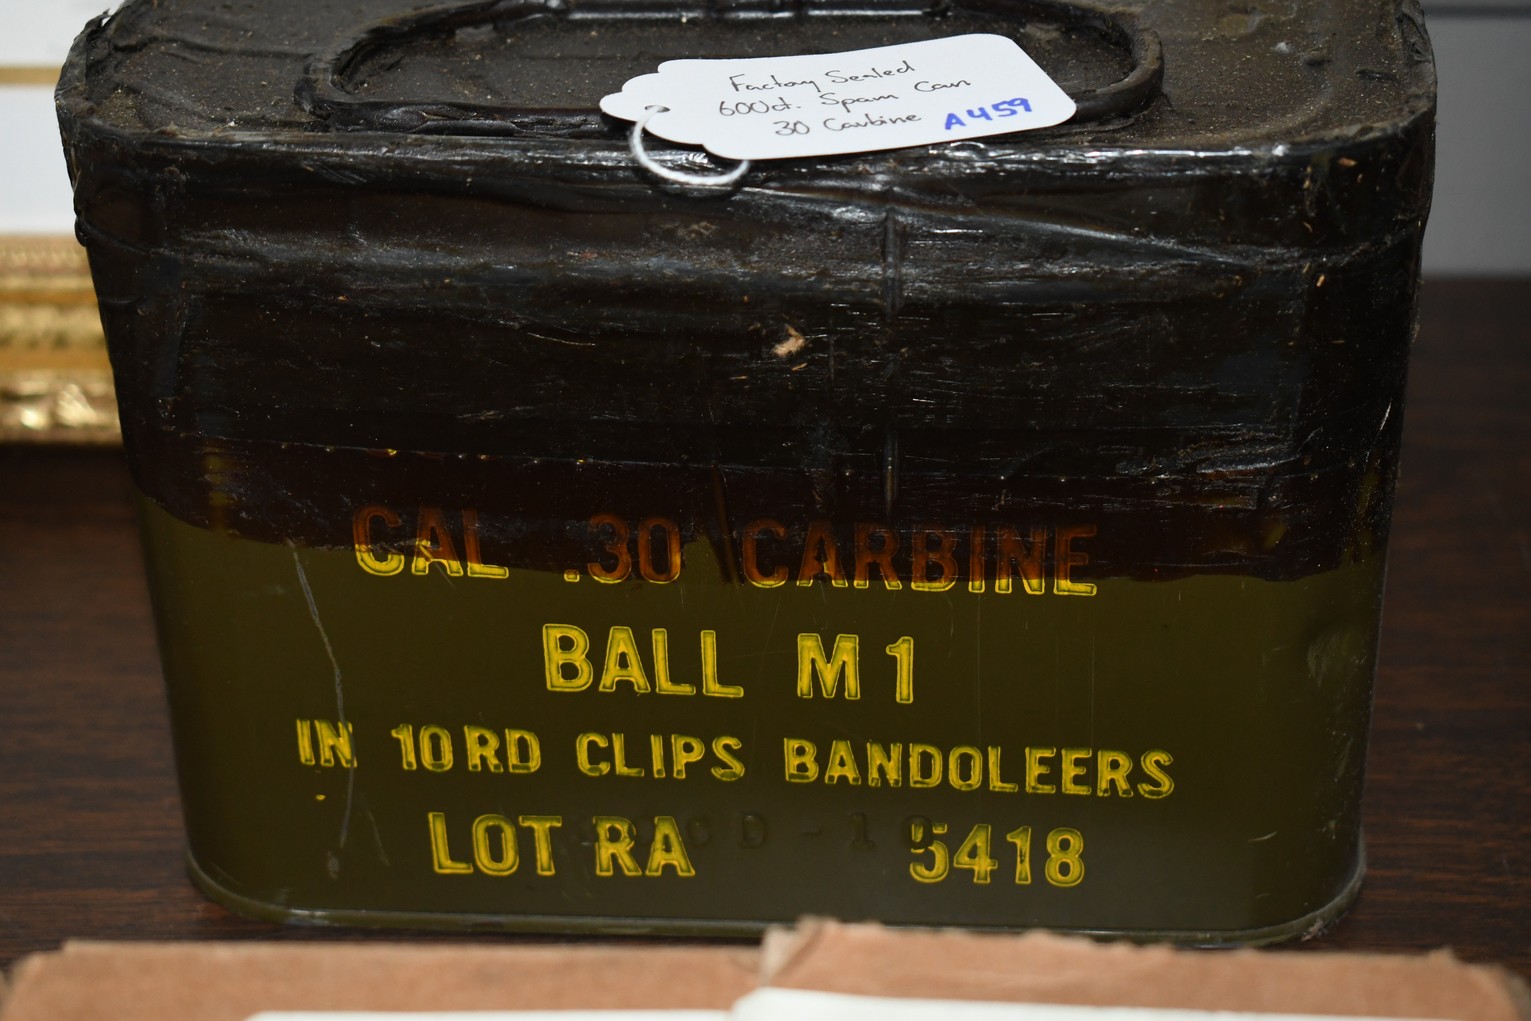 Factory Sealed
600ct. Spam Can
30 Carbine A459
CAL .30 CARBINE
BALL M1
IN 10RD CLIPS BANDOLEERS
LOT RA 5418